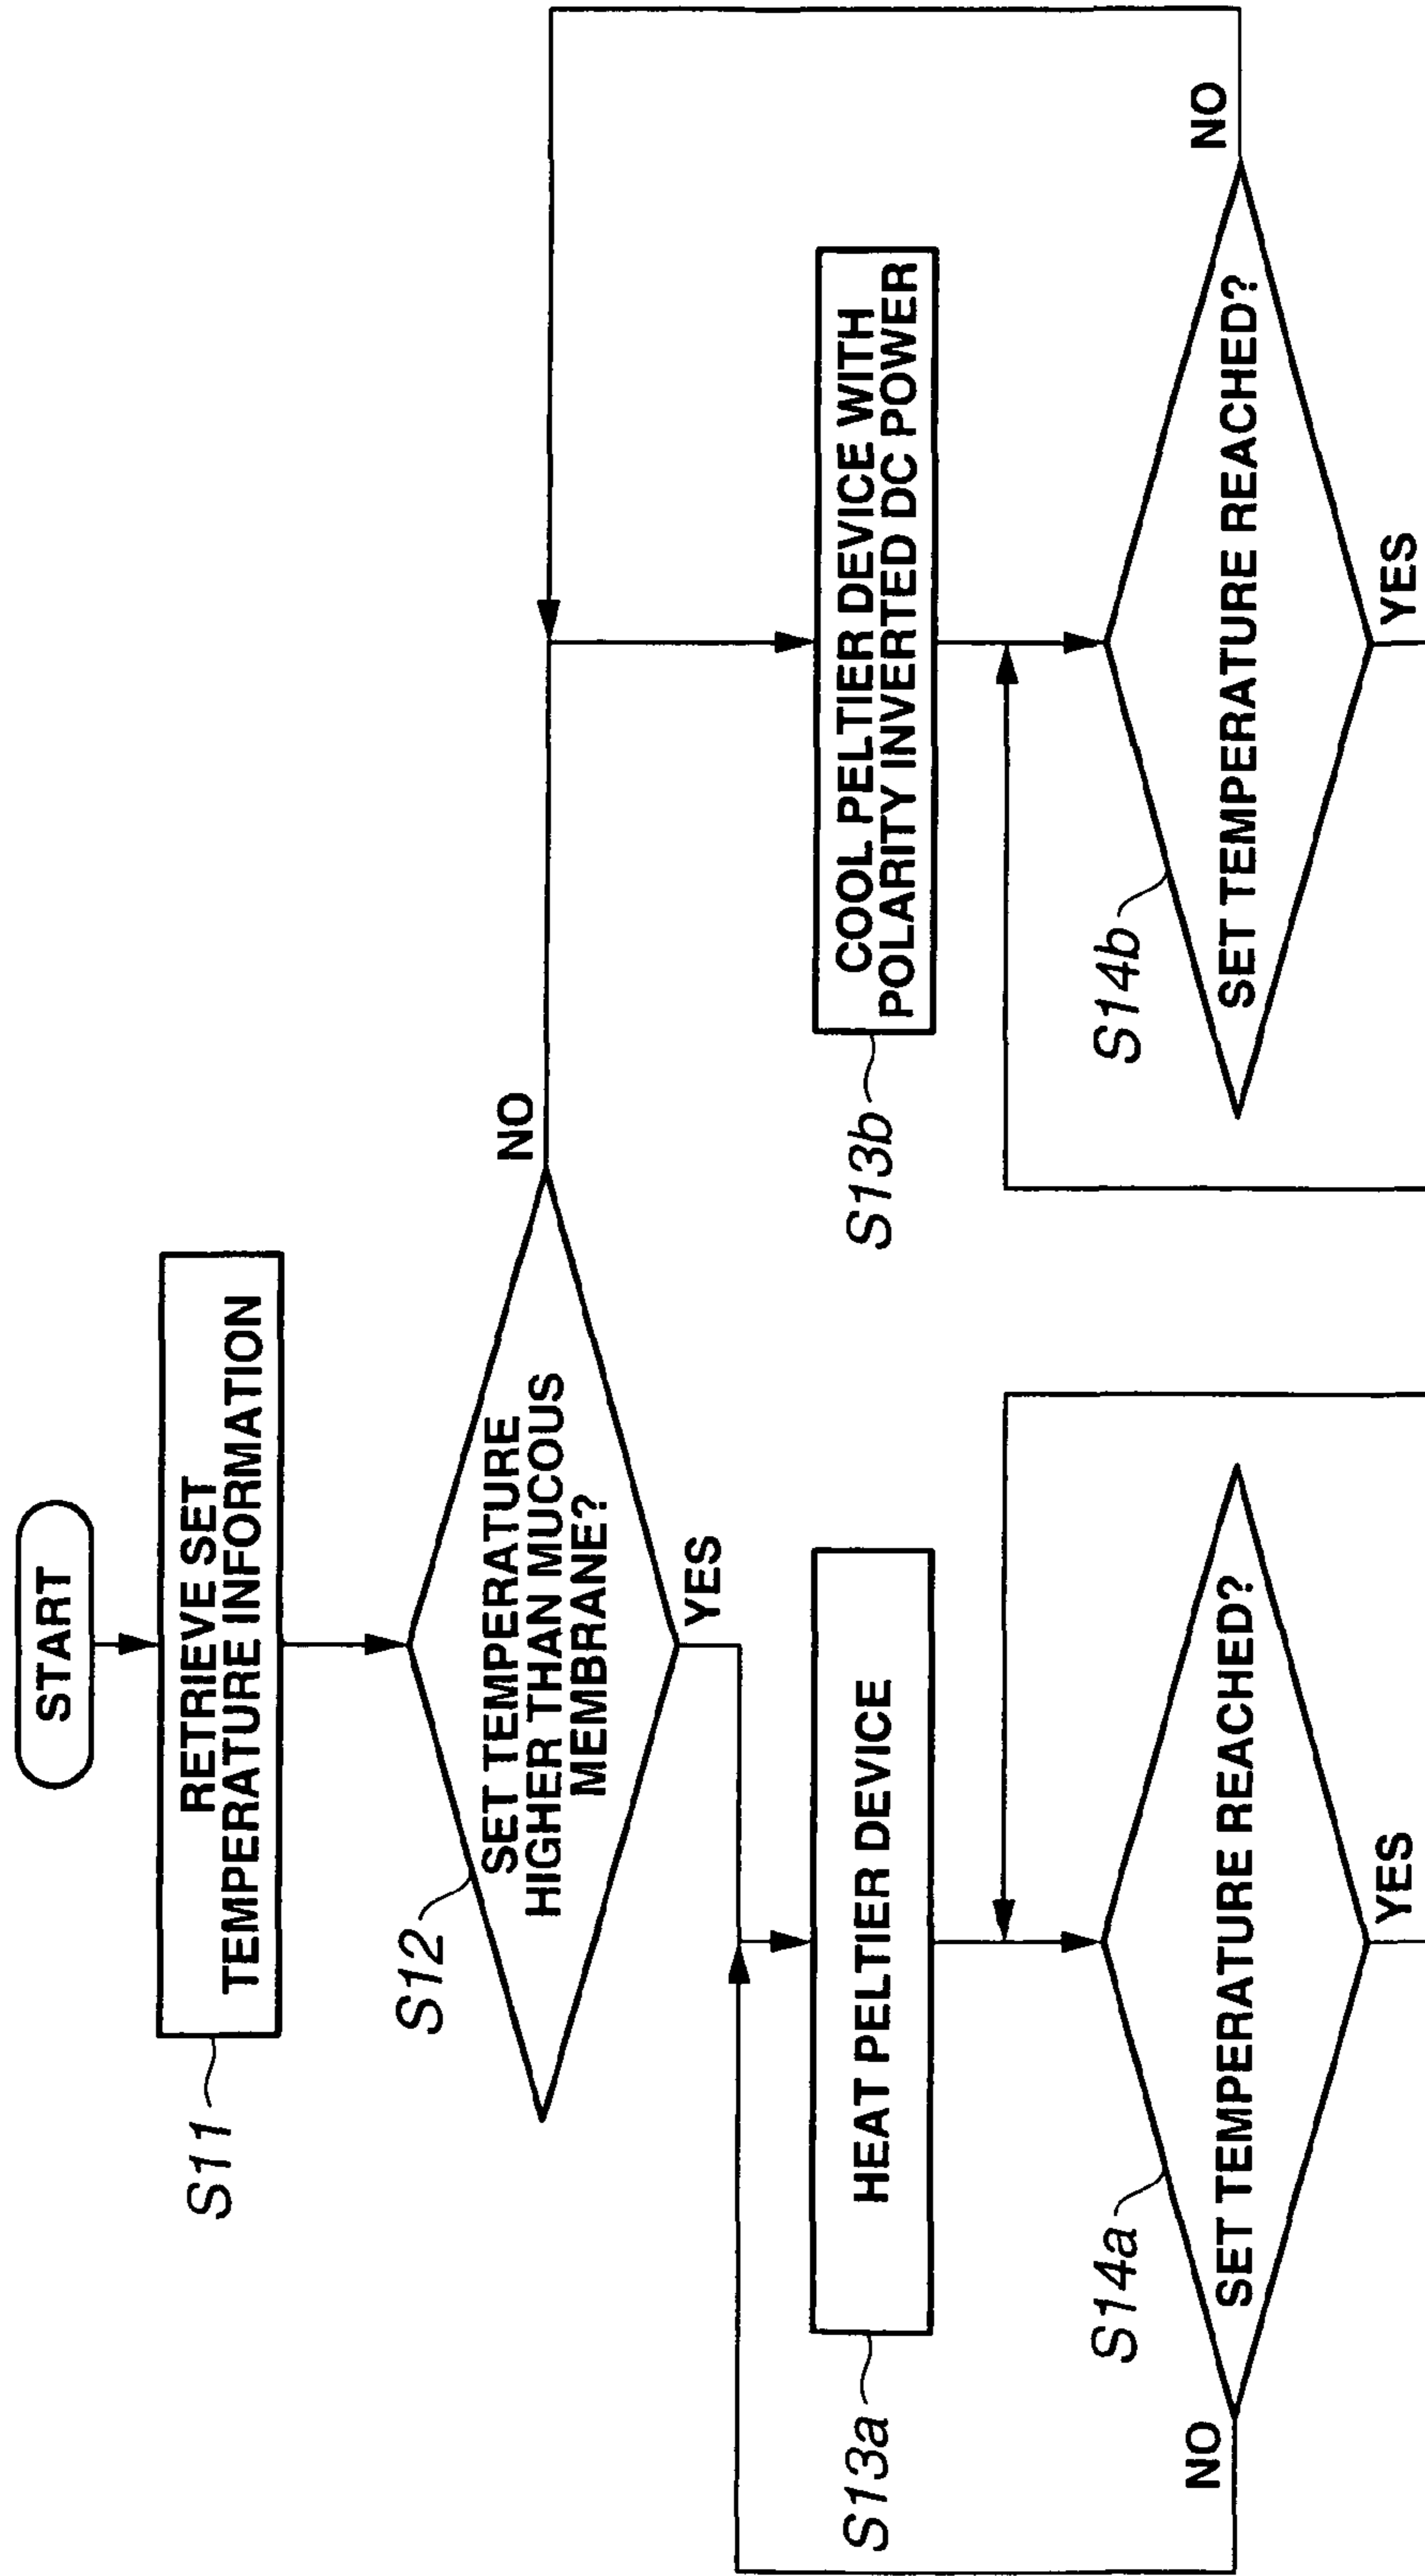 START
RETRIEVE SET
TEMPERATURE INFORMATION
S11
SET TEMPERATURE
HIGHER THAN MUCOUS
MEMBRANE?
S12
NO
YES
HEAT PELTIER DEVICE
S13a
COOL PELTIER DEVICE WITH
POLARITY INVERTED DC POWER
S13b
SET TEMPERATURE REACHED?
S14a
NO
YES
SET TEMPERATURE REACHED?
S14b
NO
YES